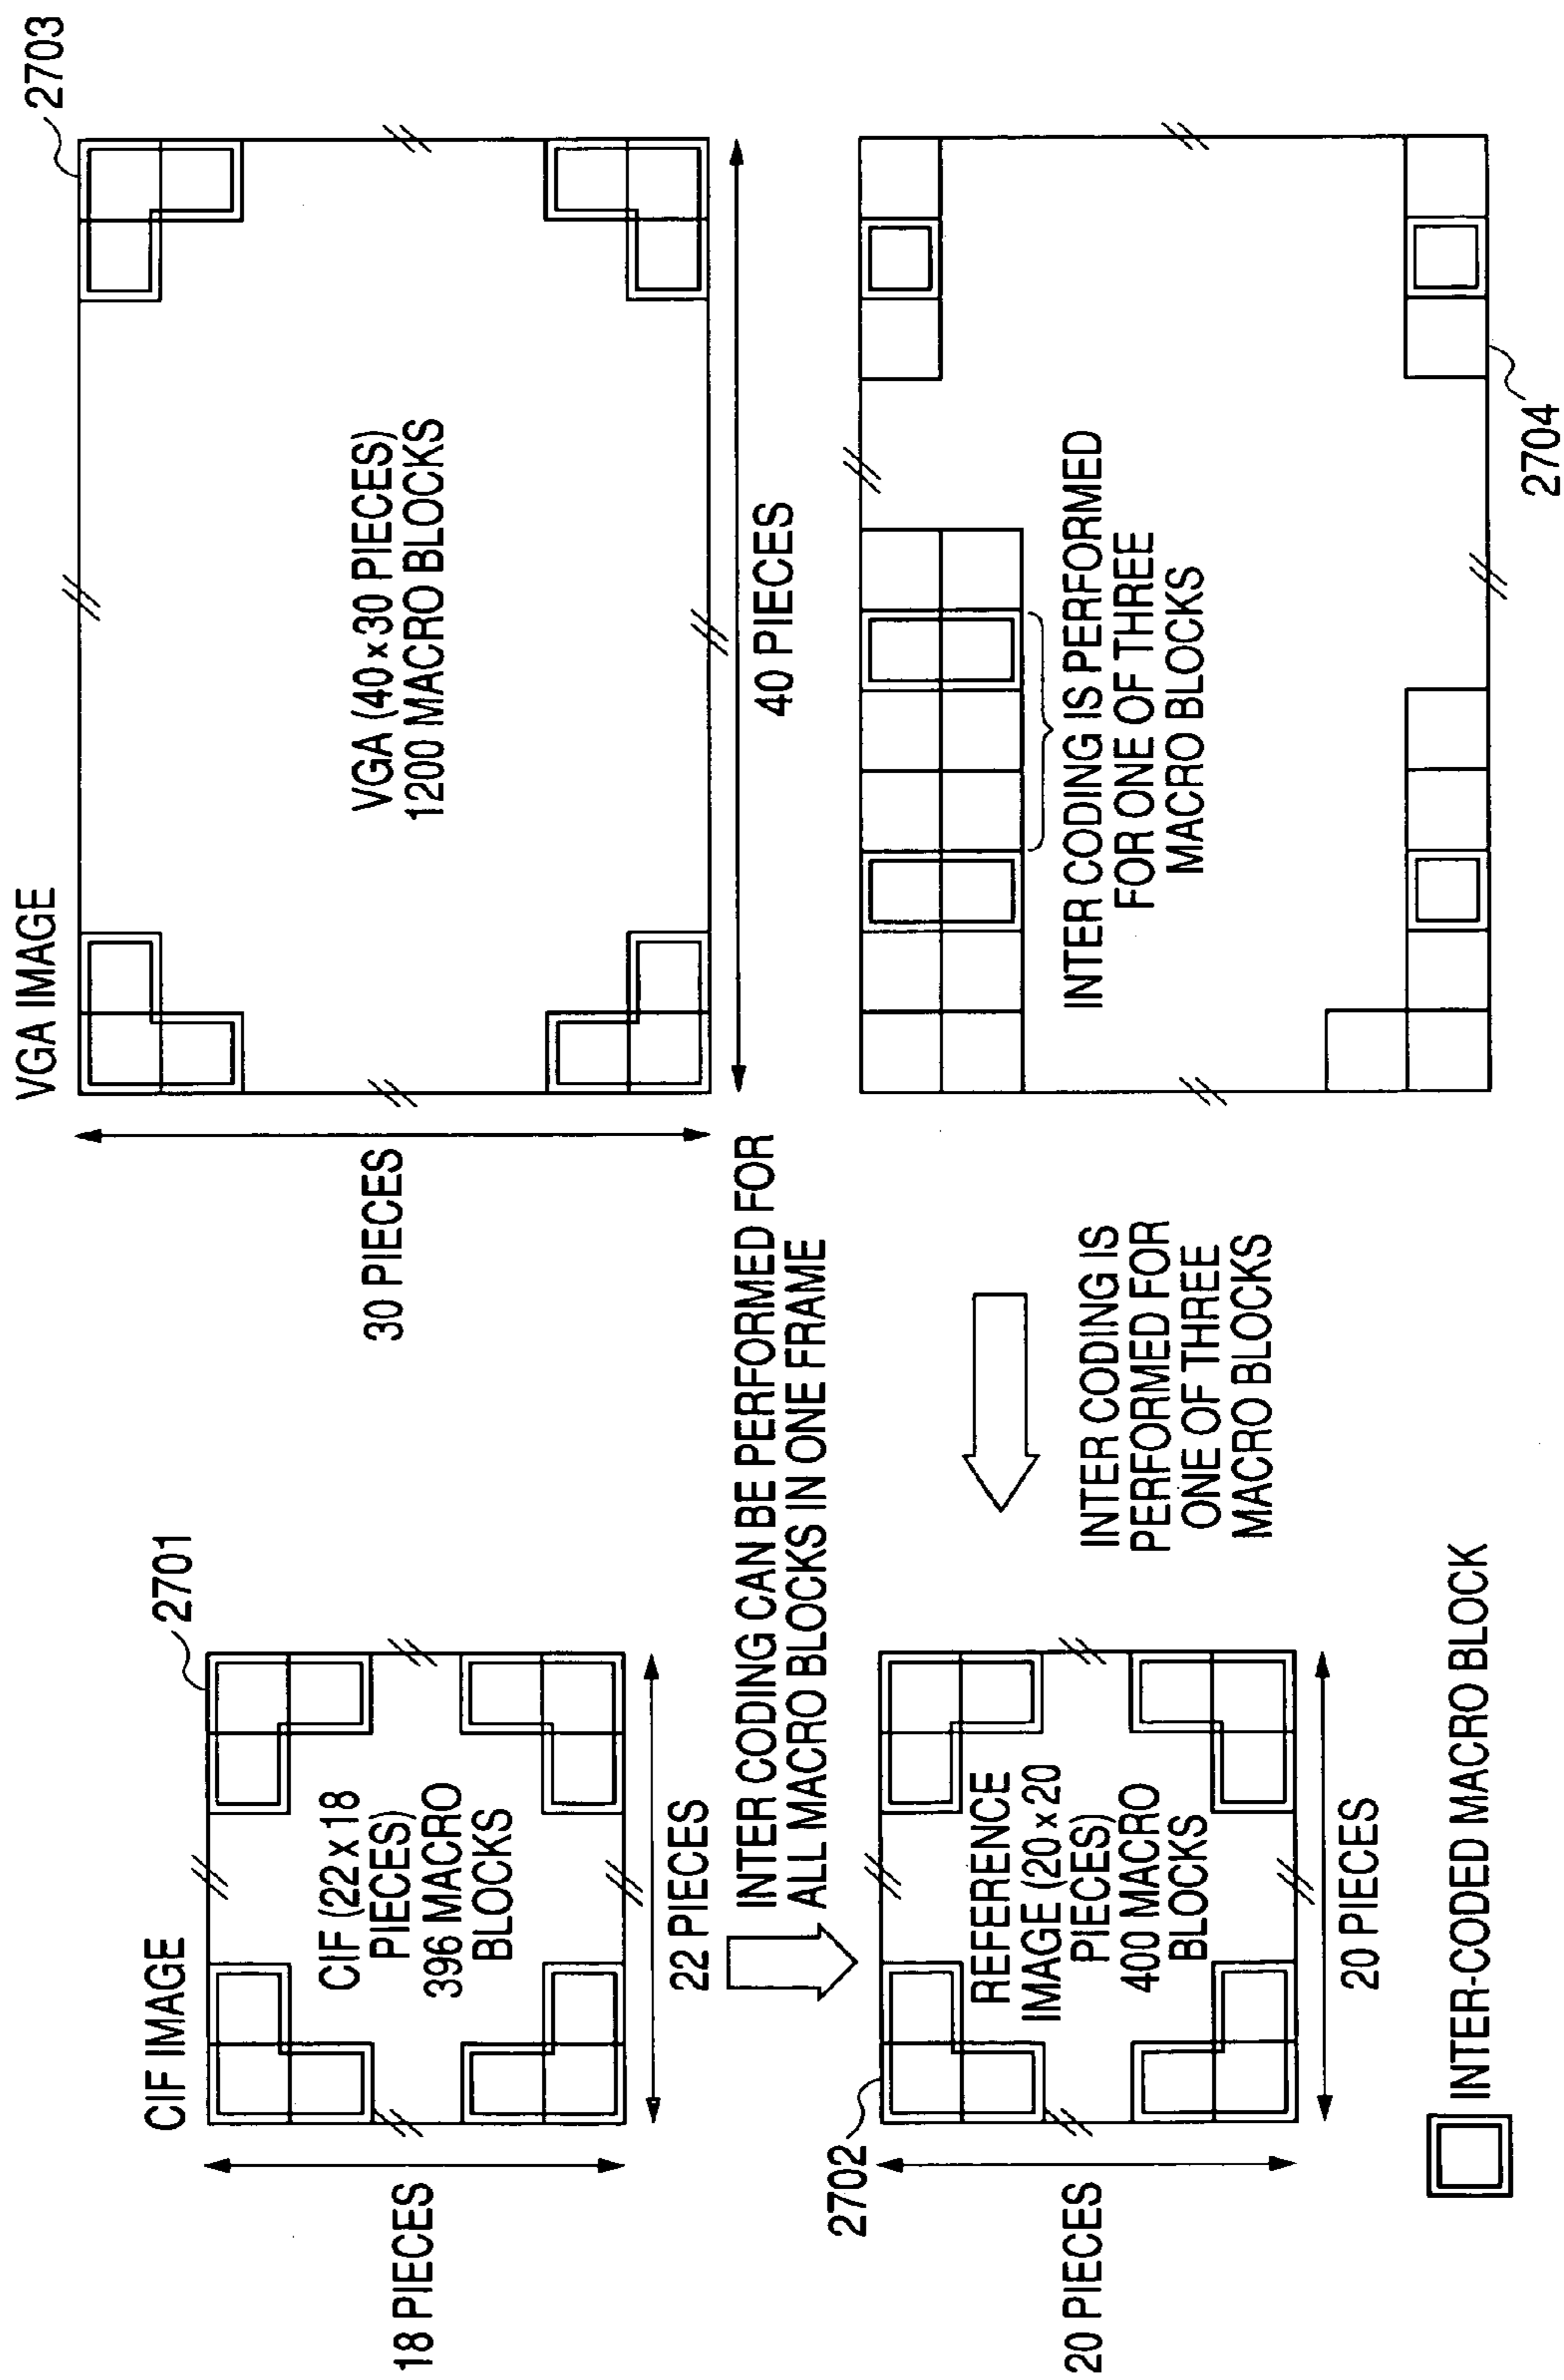 CIF IMAGE
2701
18 PIECES
CIF (22 x 18
PIECES)
396 MACRO
BLOCKS
22 PIECES
VGA IMAGE
2703
30 PIECES
VGA (40 x 30 PIECES)
1200 MACRO BLOCKS
40 PIECES
INTER CODING CAN BE PERFORMED FOR
ALL MACRO BLOCKS IN ONE FRAME
2702
20 PIECES
REFERENCE
IMAGE (20 x 20
PIECES)
400 MACRO
BLOCKS
20 PIECES
INTER CODING IS
PERFORMED FOR
ONE OF THREE
MACRO BLOCKS
INTER CODING IS PERFORMED
FOR ONE OF THREE
MACRO BLOCKS
2704
INTER-CODED MACRO BLOCK